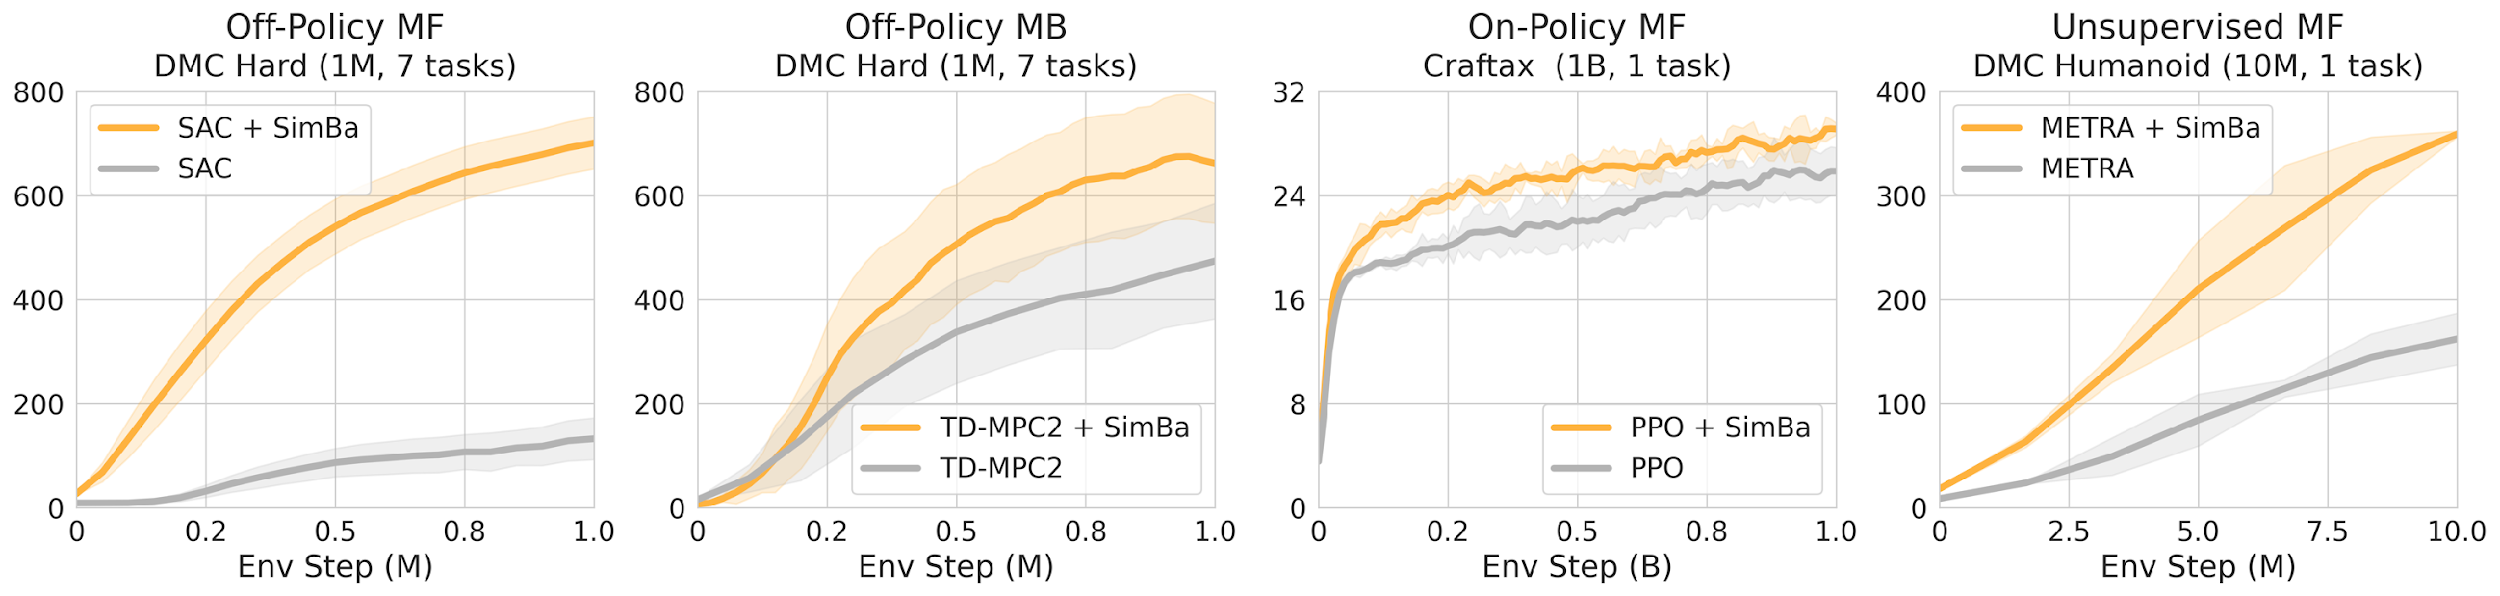 Off-Policy MF
DMC Hard (1M, 7 tasks)
800
600
400
200
0
SAC + SimBa
SAC
0 0.2 0.5 0.8 1.0
Env Step (M)
Off-Policy MB
DMC Hard (1M, 7 tasks)
800
600
400
200
0
TD-MPC2 + SimBa
TD-MPC2
0 0.2 0.5 0.8 1.0
Env Step (M)
On-Policy MF
Craftax (1B, 1 task)
32
24
16
8
0
PPO + SimBa
PPO
0 0.2 0.5 0.8 1.0
Env Step (B)
Unsupervised MF
DMC Humanoid (10M, 1 task)
400
300
200
100
0
METRA + SimBa
METRA
0 2.5 5.0 7.5 10.0
Env Step (M)